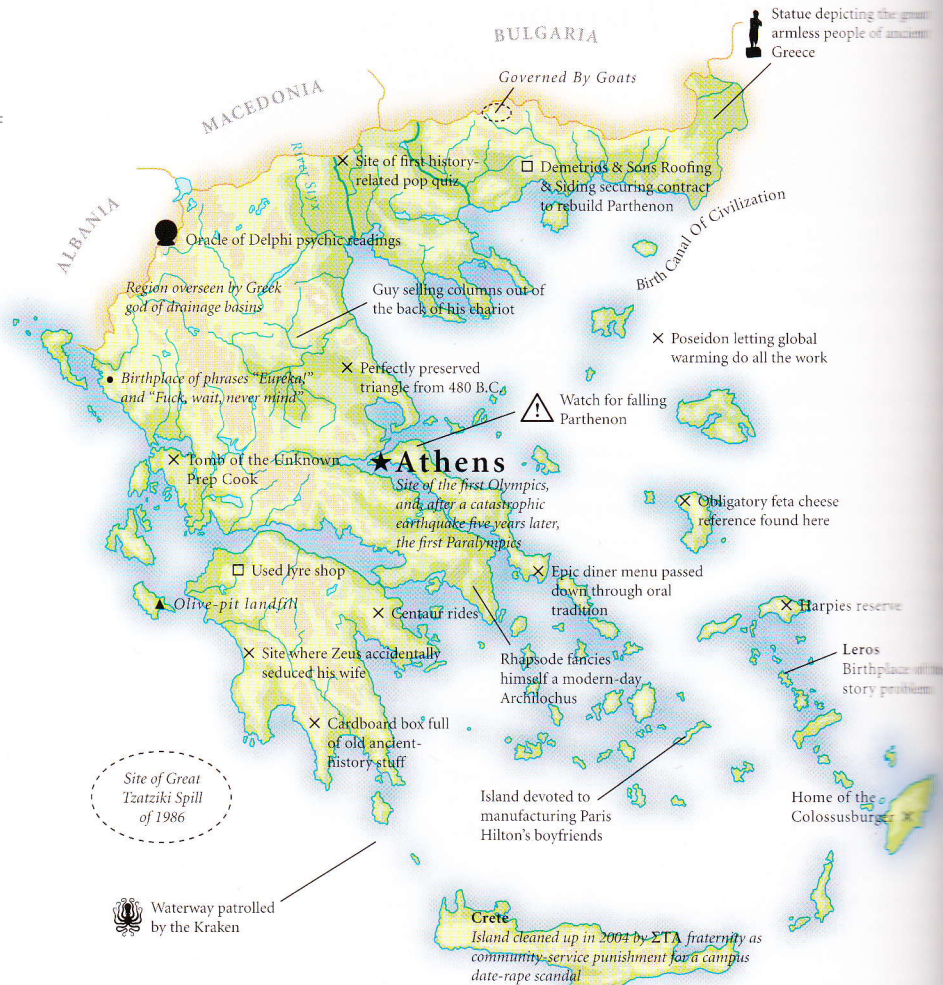 Statue depicting the great
armless people of ancient
Greece
BULGARIA
Governed By Goats
MACEDONIA
River Styx
Site of first history-
related pop quiz
Demetrios & Sons Roofing
& Siding securing contract
to rebuild Parthenon
ALBANIA
Birth Canal Of Civilization
Oracle of Delphi psychic readings
Region overseen by Greek
god of drainage basins
Guy selling columns out of
the back of his chariot
Poseidon letting global
warming do all the work
Perfectly preserved
triangle from 480 B.C.
Birthplace of phrases “Eureka!”
and “Fuck, wait, never mind”
Watch for falling
Parthenon
Tomb of the Unknown
Prep Cook
Athens
Site of the first Olympics,
and, after a catastrophic
earthquake five years later,
the first Paralympics
Obligatory feta cheese
reference found here
Used lyre shop
Epic diner menu passed
down through oral
tradition
Olive-pit landfill
Centaur rides
Harpies reserve
Site where Zeus accidentally
seduced his wife
Rhapsode fancies
himself a modern-day
Archilochus
Leros
Birthplace
story problem
Cardboard box full
of old ancient-
history stuff
Site of Great
Tzatziki Spill
of 1986
Island devoted to
manufacturing Paris
Hilton’s boyfriends
Home of the
Colossusburger
Waterway patrolled
by the Kraken
Crete
Island cleaned up in 2004 by ΣTA fraternity as
community-service punishment for a campus
date-rape scandal